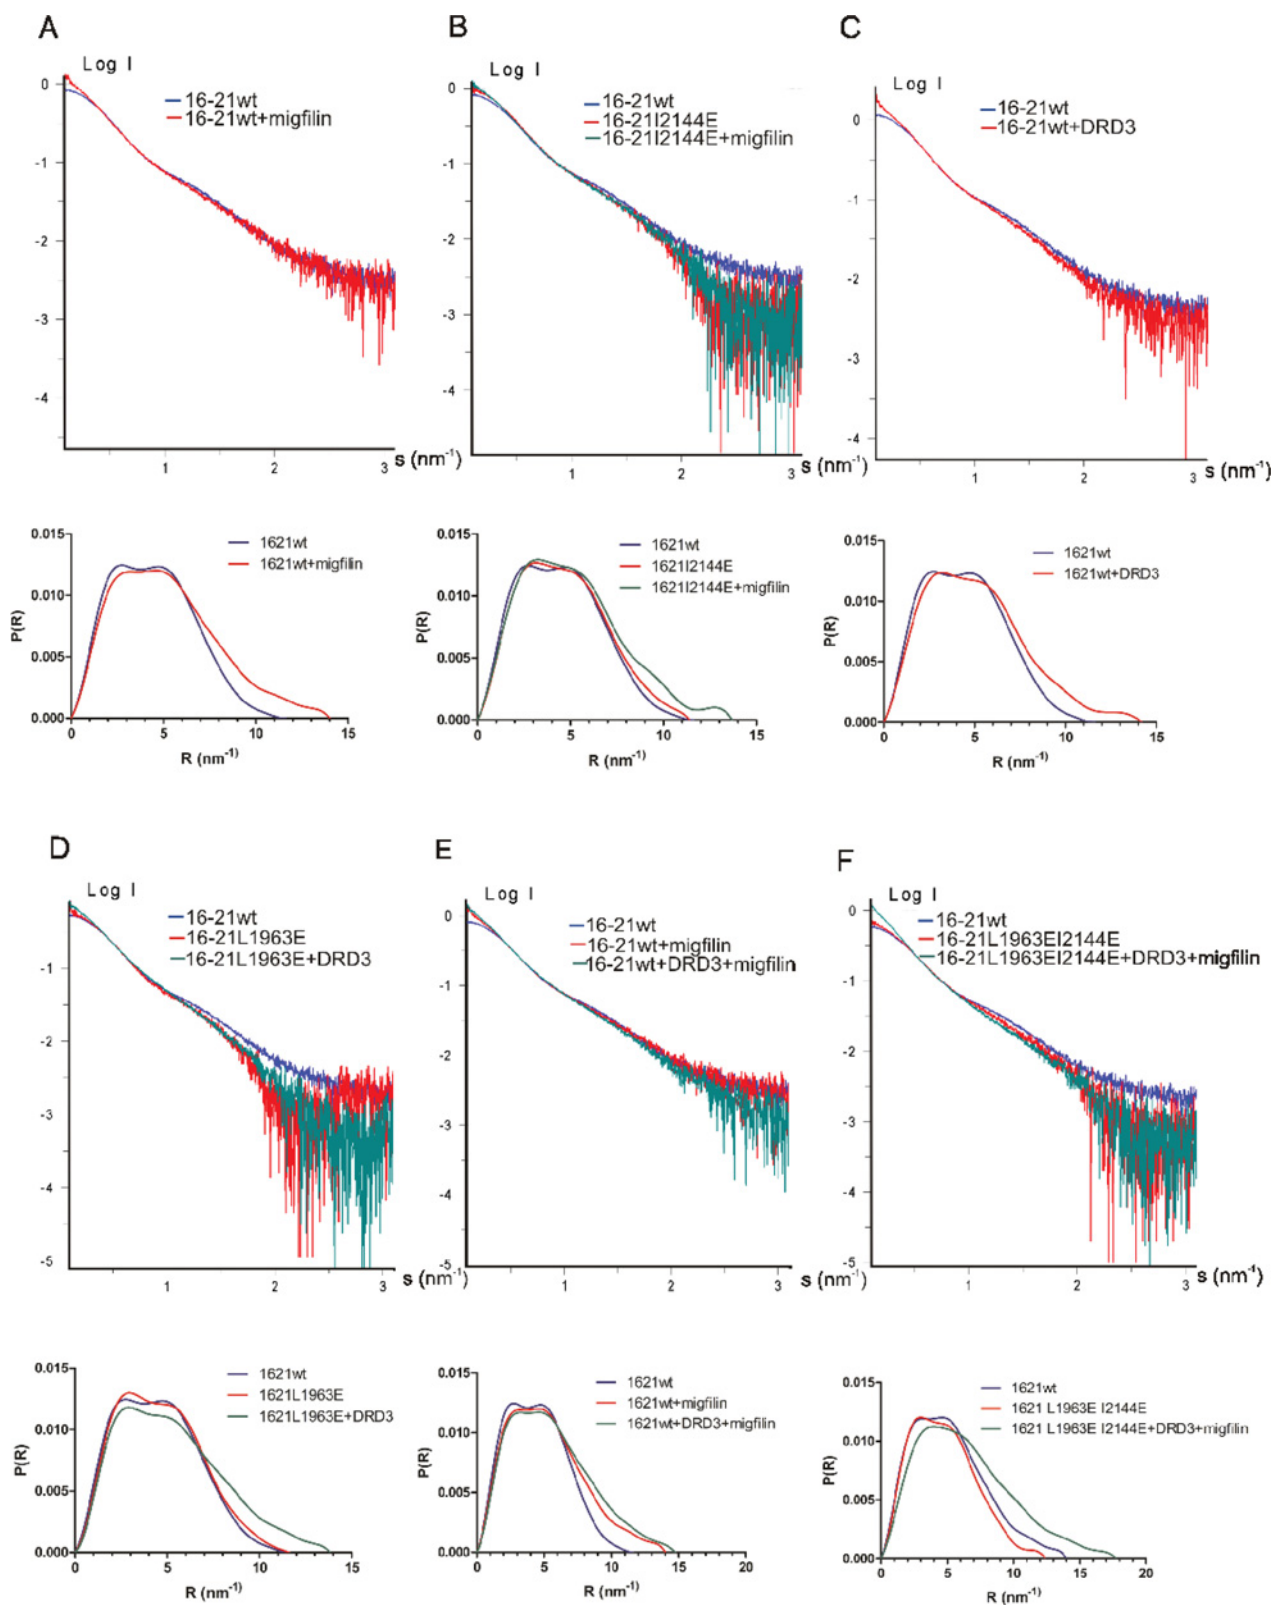 A
Log I
16-21wt
16-21wt+migfilin
0
-1
-2
-3
-4
1
2
3
s (nm⁻¹)
B
Log I
16-21wt
16-21I2144E
16-21I2144E+migfilin
0
-1
-2
-3
-4
1
2
3
s (nm⁻¹)
C
Log I
16-21wt
16-21wt+DRD3
0
-1
-2
-3
-4
1
2
3
s (nm⁻¹)
0.015
0.010
0.005
0.000
P(R)
1621wt
1621wt+migfilin
0
5
10
15
R (nm⁻¹)
0.015
0.010
0.005
0.000
P(R)
1621wt
1621I2144E
1621I2144E+migfilin
0
5
10
15
R (nm⁻¹)
0.015
0.010
0.005
0.000
P(R)
1621wt
1621wt+DRD3
0
5
10
15
R (nm⁻¹)
D
Log I
16-21wt
16-21L1963E
16-21L1963E+DRD3
-1
-2
-3
-4
-5
1
2
3
s (nm⁻¹)
E
Log I
16-21wt
16-21wt+migfilin
16-21wt+DRD3+migfilin
0
-1
-2
-3
-4
-5
1
2
3
s (nm⁻¹)
F
Log I
16-21wt
16-21L1963EI2144E
16-21L1963EI2144E+DRD3+migfilin
0
-1
-2
-3
-4
-5
1
2
3
s (nm⁻¹)
0.015
0.010
0.005
0.000
P(R)
1621wt
1621L1963E
1621L1963E+DRD3
0
5
10
15
R (nm⁻¹)
0.015
0.010
0.005
0.000
P(R)
1621wt
1621wt+migfilin
1621wt+DRD3+migfilin
0
5
10
15
20
R (nm⁻¹)
0.015
0.010
0.005
0.000
P(R)
1621wt
1621 L1963E I2144E
1621 L1963E I2144E+DRD3+migfilin
0
5
10
15
20
R (nm⁻¹)